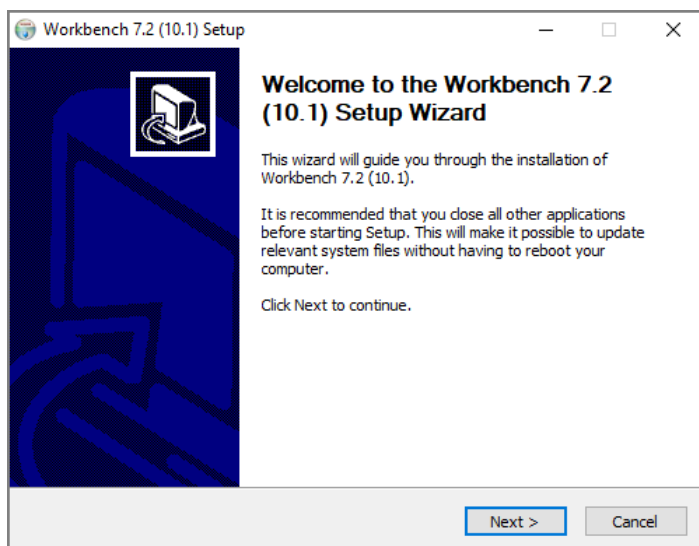 Workbench 7.2 (10.1) Setup
Welcome to the Workbench 7.2
(10.1) Setup Wizard
This wizard will guide you through the installation of
Workbench 7.2 (10.1).
It is recommended that you close all other applications
before starting Setup. This will make it possible to update
relevant system files without having to reboot your
computer.
Click Next to continue.
Next >
Cancel